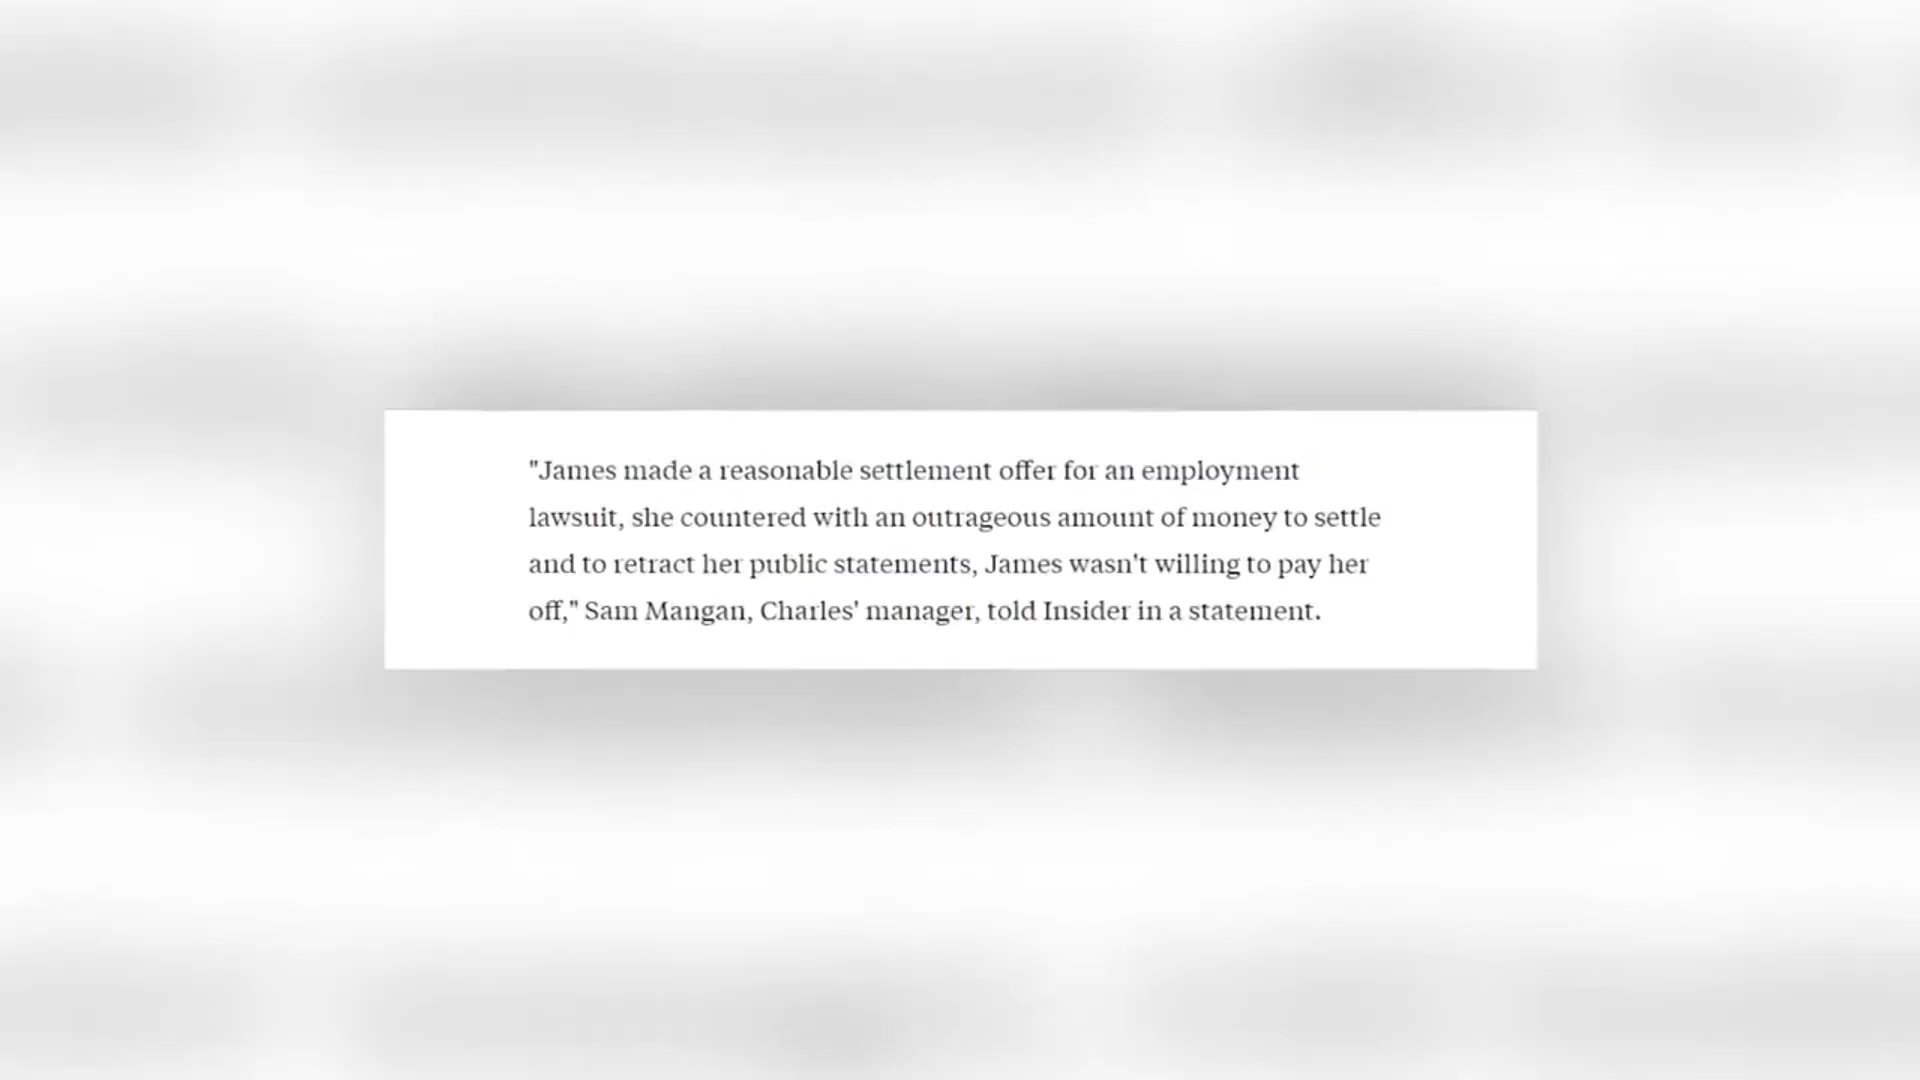 "James made a reasonable settlement offer for an employment
lawsuit, she countered with an outrageous amount of money to settle
and to retract her public statements, James wasn't willing to pay her
off," Sam Mangan, Charles' manager, told Insider in a statement.